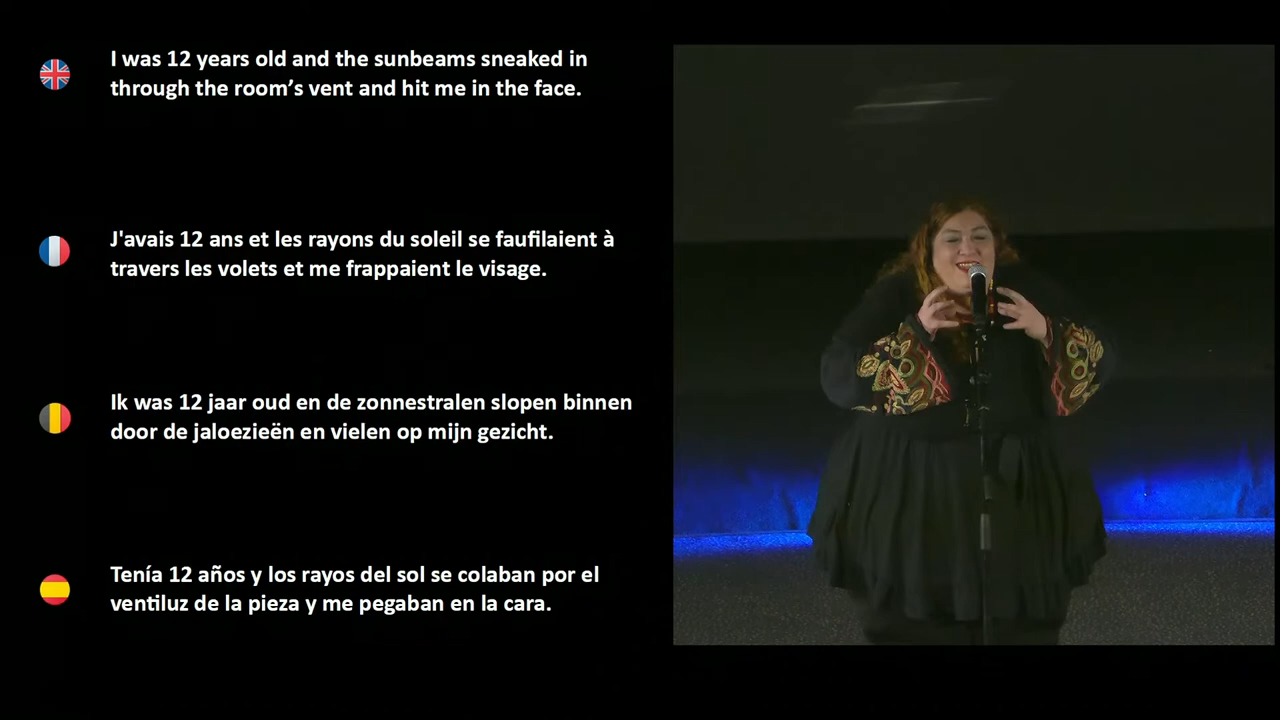 I was 12 years old and the sunbeams sneaked in
through the room’s vent and hit me in the face.
J'avais 12 ans et les rayons du soleil se faufilaient à
travers les volets et me frappaient le visage.
Ik was 12 jaar oud en de zonnestralen slopen binnen
door de jaloezieën en vielen op mijn gezicht.
Tenía 12 años y los rayos del sol se colaban por el
ventiluz de la pieza y me pegaban en la cara.